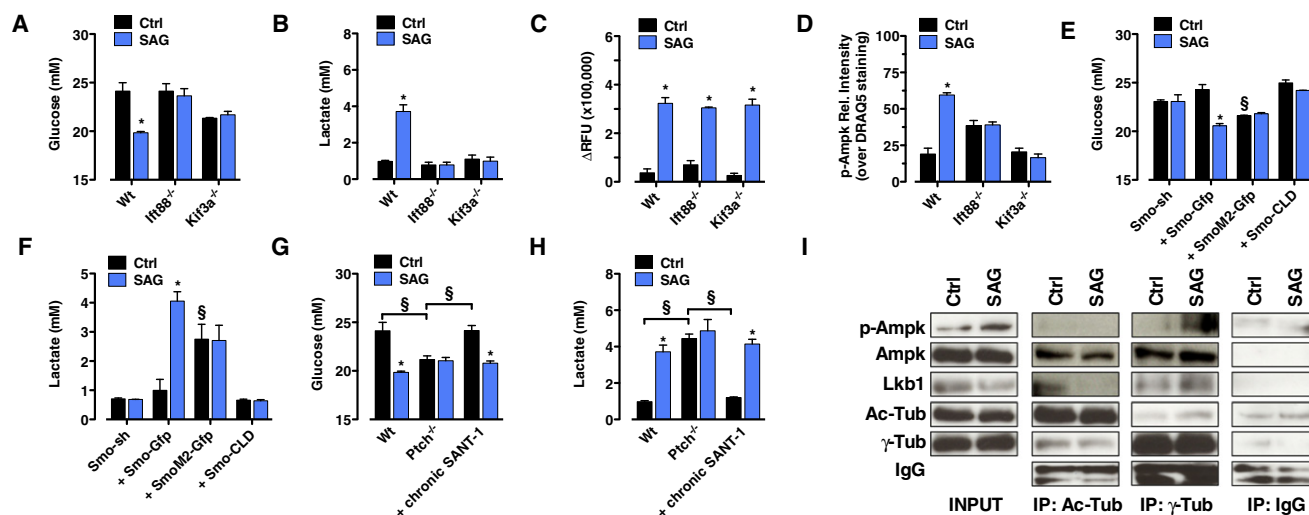 A
Ctrl
SAG
Glucose (mM)
30
25
20
15
Wt
Ift88-/-
Kif3a-/-
B
Ctrl
SAG
Lactate (mM)
8
6
4
2
0
*
Wt
Ift88-/-
Kif3a-/-
C
Ctrl
SAG
ΔRFU (x100,000)
6
5
4
3
2
1
0
* * *
Wt
Ift88-/-
Kif3a-/-
D
Ctrl
SAG
p-Ampk Rel. Intensity
(over DRAQ5 staining)
100
75
50
25
0
*
Wt
Ift88-/-
Kif3a-/-
E
Ctrl
SAG
Glucose (mM)
30
25
20
15
* §
Smo-sh
+ Smo-Gfp
+ SmoM2-Gfp
+ Smo-CLD
F
Ctrl
SAG
Lactate (mM)
5
4
3
2
1
0
* §
Smo-sh
+ Smo-Gfp
+ SmoM2-Gfp
+ Smo-CLD
G
Ctrl
SAG
Glucose (mM)
30
25
20
15
§ §
* *
Wt
Ptch-/-
+ chronic SANT-1
H
Ctrl
SAG
Lactate (mM)
8
6
4
2
0
§ §
* *
Wt
Ptch-/-
+ chronic SANT-1
I
Ctrl SAG Ctrl SAG Ctrl SAG Ctrl SAG
p-Ampk
Ampk
Lkb1
Ac-Tub
γ-Tub
IgG
INPUT IP: Ac-Tub IP: γ-Tub IP: IgG